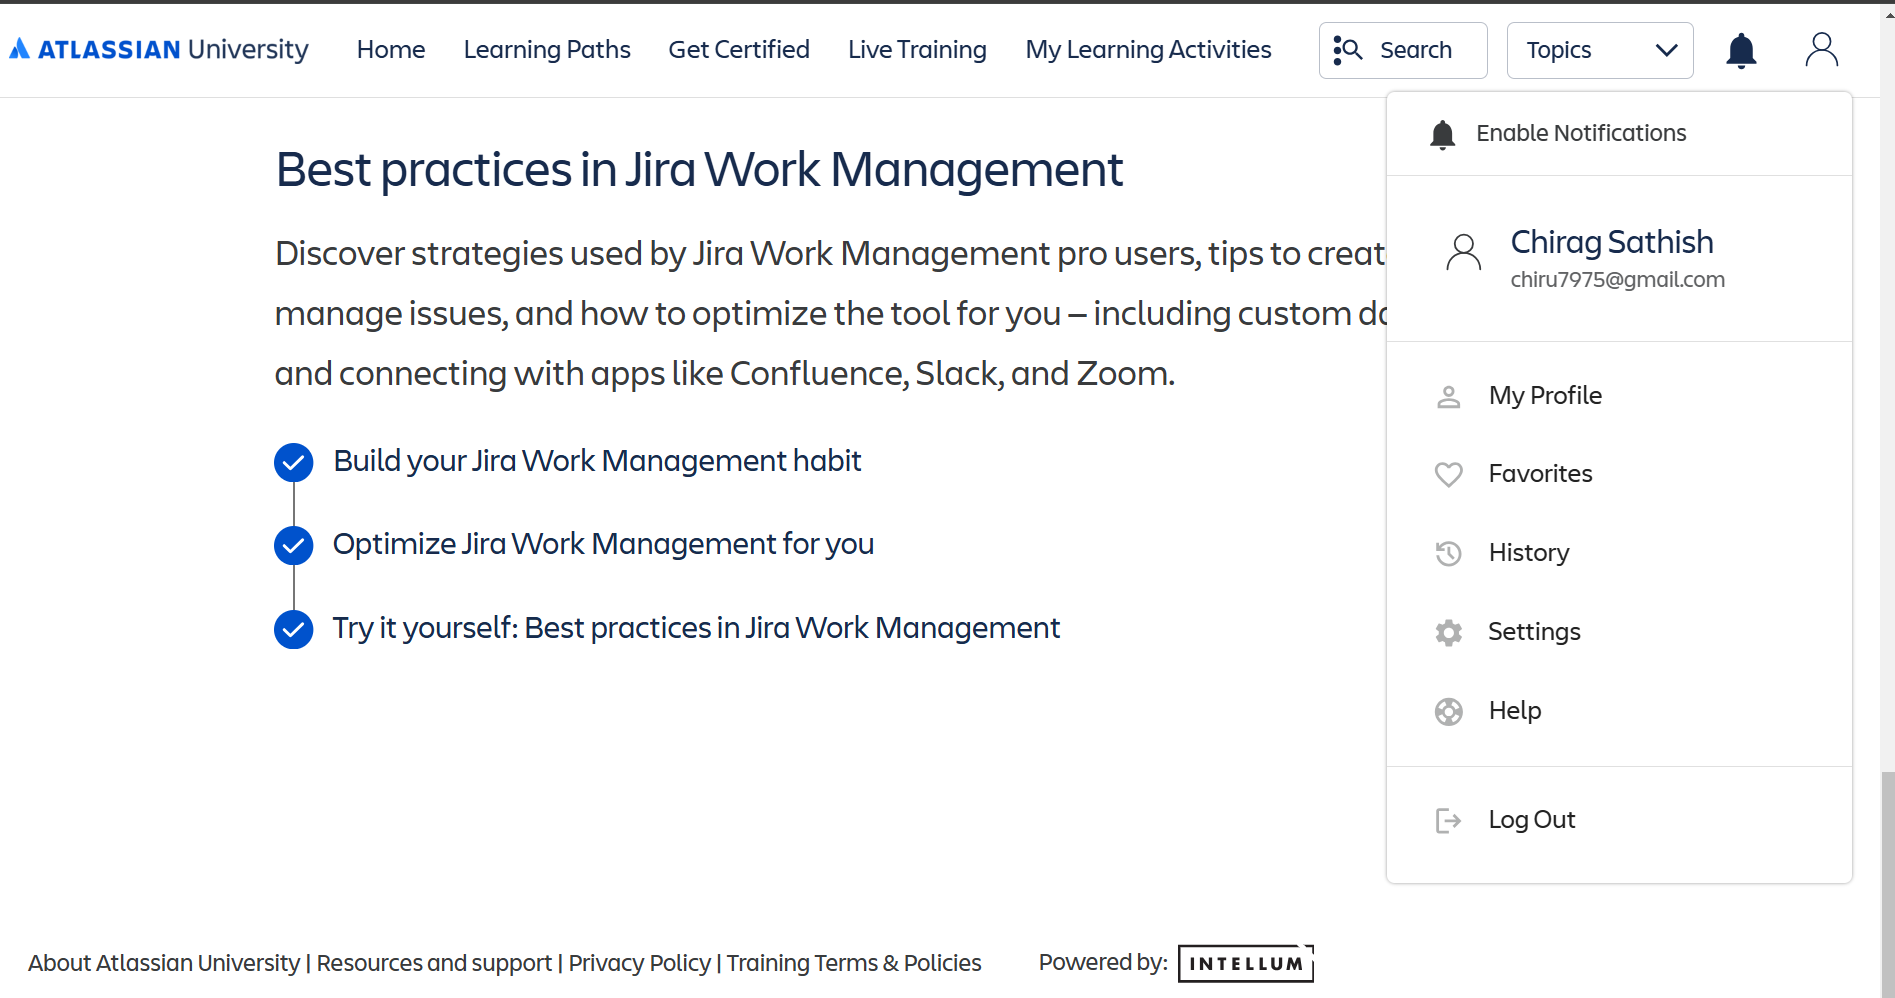 ATLASSIAN University Home Learning Paths Get Certified Live Training My Learning Activities Search Topics
Enable Notifications
Chirag Sathish
chiru7975@gmail.com
My Profile
Favorites
History
Settings
Help
Log Out
Best practices in Jira Work Management
Discover strategies used by Jira Work Management pro users, tips to
manage issues, and how to optimize the tool for you – including custom
and connecting with apps like Confluence, Slack, and Zoom.
Build your Jira Work Management habit
Optimize Jira Work Management for you
Try it yourself: Best practices in Jira Work Management
About Atlassian University | Resources and support | Privacy Policy | Training Terms & Policies Powered by: INTELLUM